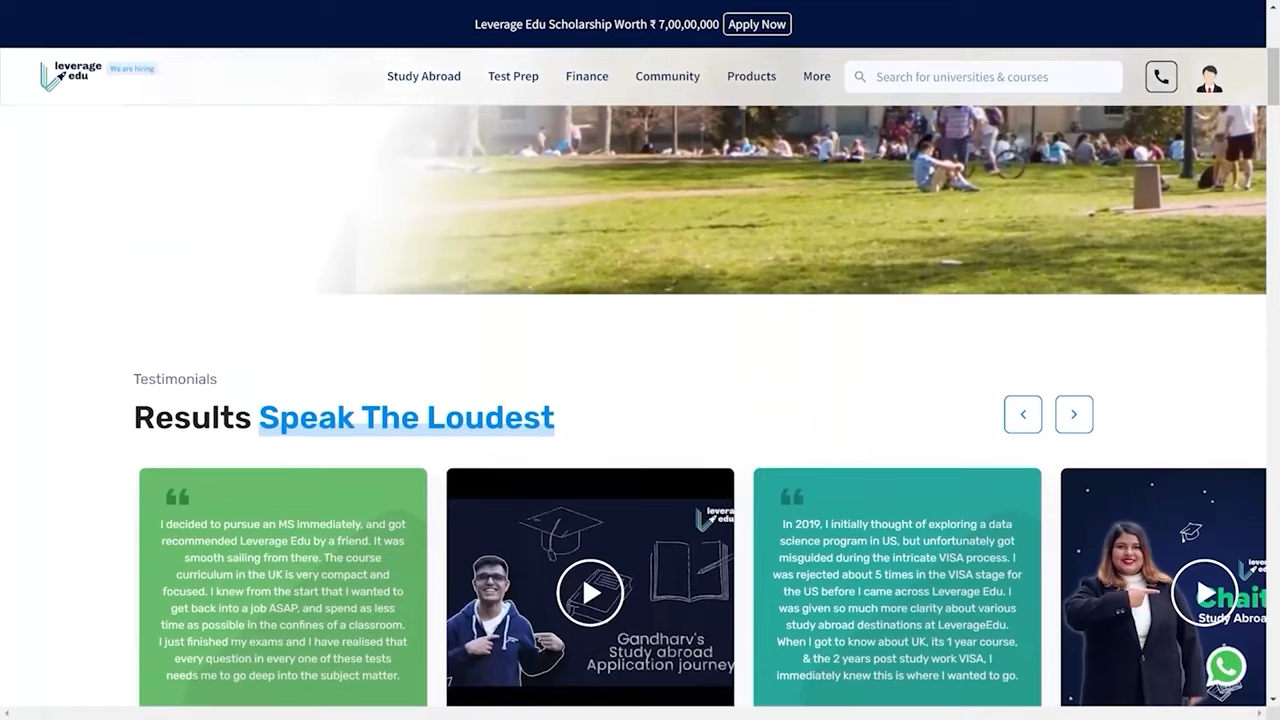 Leverage Edu Scholarship Worth ₹ 7,00,00,000 Apply Now
leverage
edu
We are hiring
Study Abroad Test Prep Finance Community Products More Search for universities & courses
Testimonials
Results Speak The Loudest
I decided to pursue an MS immediately, and got
recommended Leverage Edu by a friend. It was
smooth sailing from there. The course
curriculum in the UK is very compact and
focused. I knew from the start that I wanted to
get back into a job ASAP, and spend as less
time as possible in the confines of a classroom.
I just finished my exams and I have realised that
every question in every one of these tests
needs me to go deep into the subject matter.
levera
edu
Gandharv's
Study abroad
Application journey
In 2019, I initially thought of exploring a data
science program in US, but unfortunately got
misguided during the intricate VISA process. I
was rejected about 5 times in the VISA stage for
the US before I came across Leverage Edu. I
was given so much more clarity about various
study abroad destinations at LeverageEdu.
When I got to know about UK, its 1 year course,
& the 2 years post study work VISA, I
immediately knew this is where I wanted to go.
Chait
Study Abroa